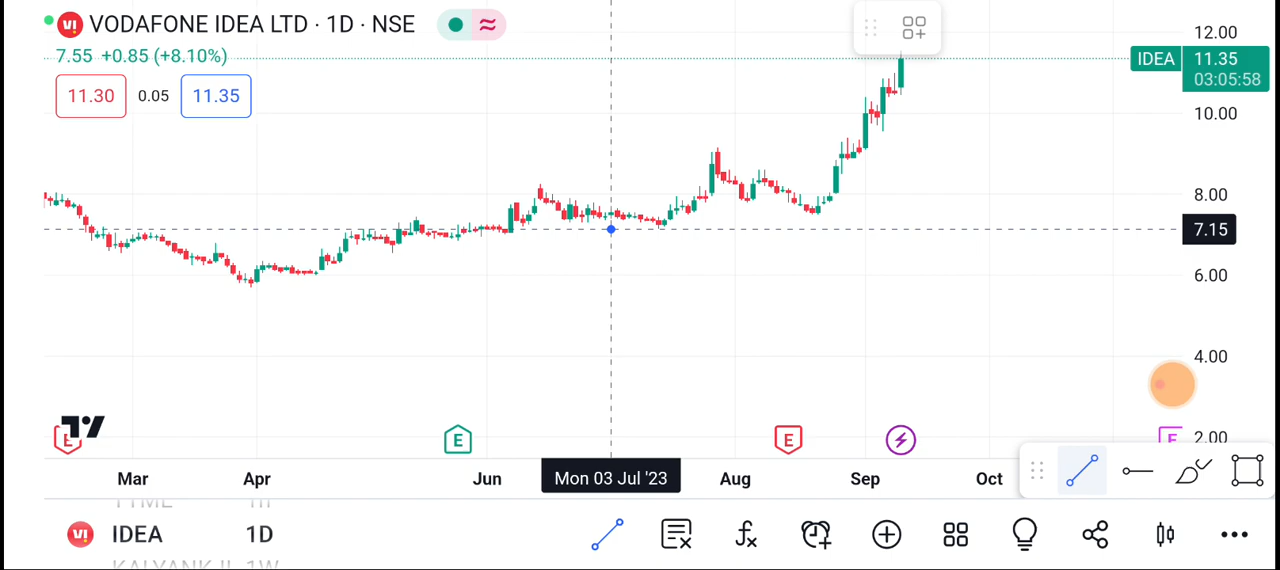 VODAFONE IDEA LTD · 1D · NSE
7.55 +0.85 (+8.10%)
11.30 0.05 11.35
12.00
IDEA 11.35
03:05:58
10.00
8.00
7.15
6.00
4.00
2.00
E E E
Mar Apr Jun Mon 03 Jul '23 Aug Sep Oct
IDEA 1D